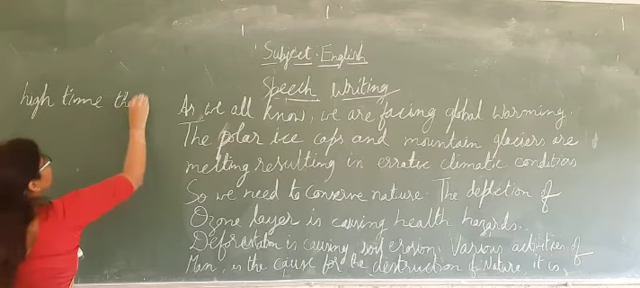 Subject. English
Speech Writing
As we all know, we are facing global warming.
The polar ice caps and mountain glaciers are
melting resulting in erratic climatic conditions
So we need to conserve nature. The depletion of
Ozone layer is causing health hazards.
Deforestation is causing soil erosion. Various activities of
Man, is the cause for the destruction of Nature, it is,
high time the